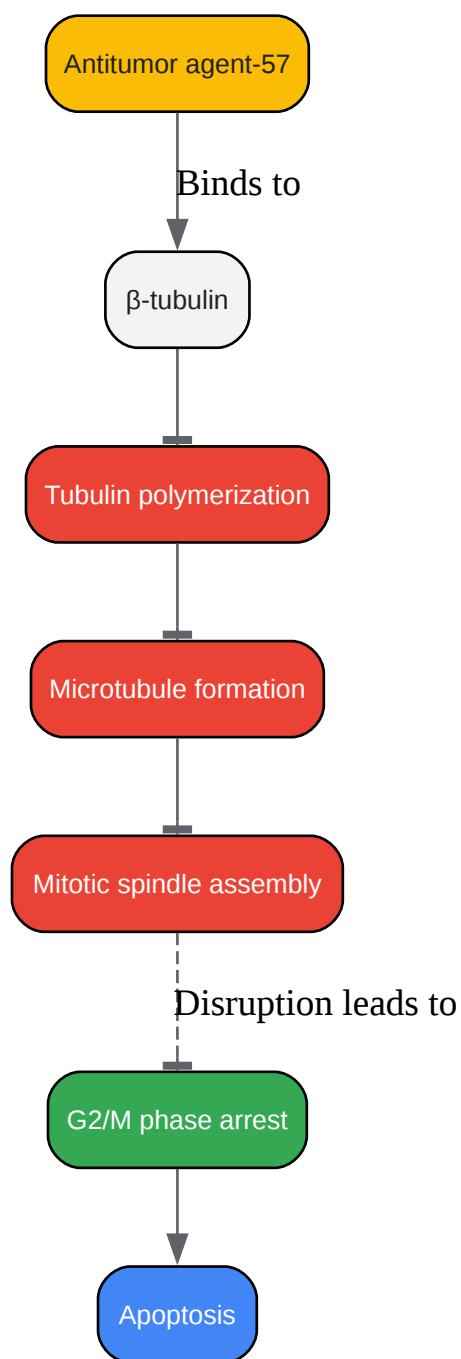 Antitumor agent-57
Binds to
β-tubulin
Tubulin polymerization
Microtubule formation
Mitotic spindle assembly
Disruption leads to
G2/M phase arrest
Apoptosis